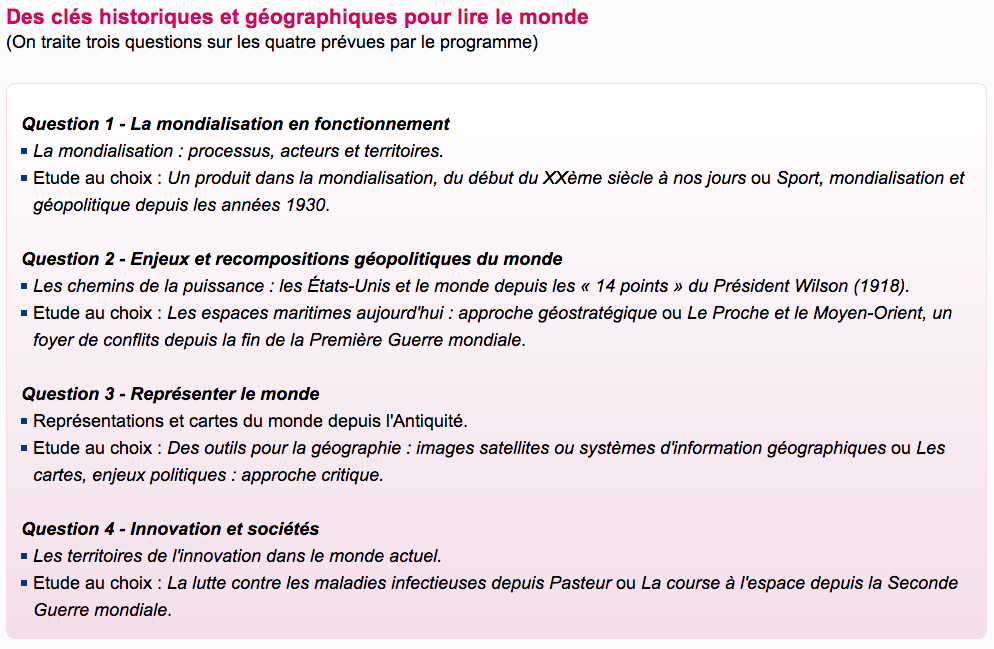 Des clés historiques et géographiques pour lire le monde
(On traite trois questions sur les quatre prévues par le programme)
Question 1 - La mondialisation en fonctionnement
La mondialisation : processus, acteurs et territoires.
Etude au choix : Un produit dans la mondialisation, du début du XXème siècle à nos jours ou Sport, mondialisation et
géopolitique depuis les années 1930.
Question 2 - Enjeux et recompositions géopolitiques du monde
Les chemins de la puissance : les États-Unis et le monde depuis les « 14 points » du Président Wilson (1918).
Etude au choix : Les espaces maritimes aujourd'hui : approche géostratégique ou Le Proche et le Moyen-Orient, un
foyer de conflits depuis la fin de la Première Guerre mondiale.
Question 3 - Représenter le monde
Représentations et cartes du monde depuis l'Antiquité.
Etude au choix : Des outils pour la géographie : images satellites ou systèmes d'information géographiques ou Les
cartes, enjeux politiques : approche critique.
Question 4 - Innovation et sociétés
Les territoires de l'innovation dans le monde actuel.
Etude au choix : La lutte contre les maladies infectieuses depuis Pasteur ou La course à l'espace depuis la Seconde
Guerre mondiale.